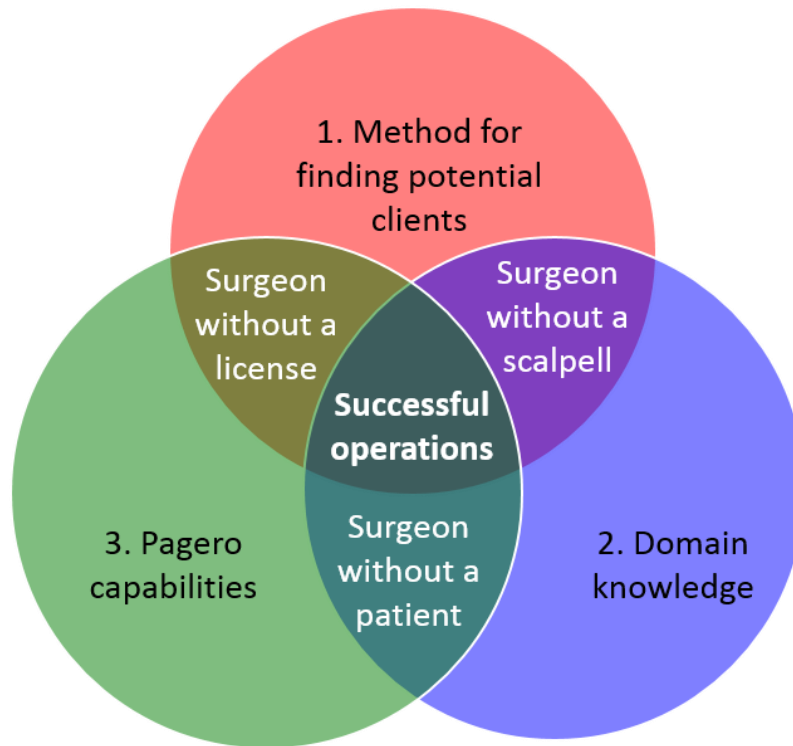 1. Method for
finding potential
clients
Surgeon
without a
license
Surgeon
without a
scalpell
Successful
operations
3. Pagero
capabilities
Surgeon
without a
patient
2. Domain
knowledge